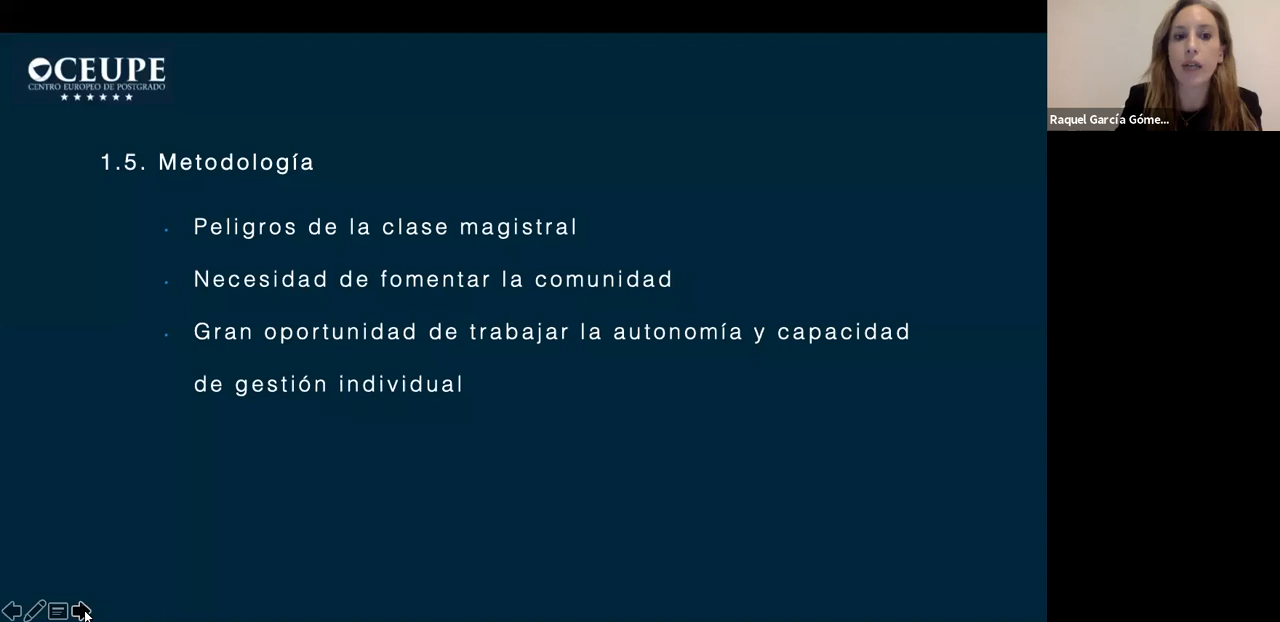 CEUPE
CENTRO EUROPEO DE POSTGRADO
1.5. Metodología
Peligros de la clase magistral
Necesidad de fomentar la comunidad
Gran oportunidad de trabajar la autonomía y capacidad
de gestión individual
Raquel García Góme...